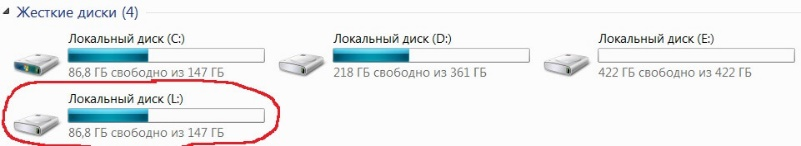 Жесткие диски (4)
Локальный диск (C:)
86,8 ГБ свободно из 147 ГБ
Локальный диск (D:)
218 ГБ свободно из 361 ГБ
Локальный диск (E:)
422 ГБ свободно из 422 ГБ
Локальный диск (L:)
86,8 ГБ свободно из 147 ГБ